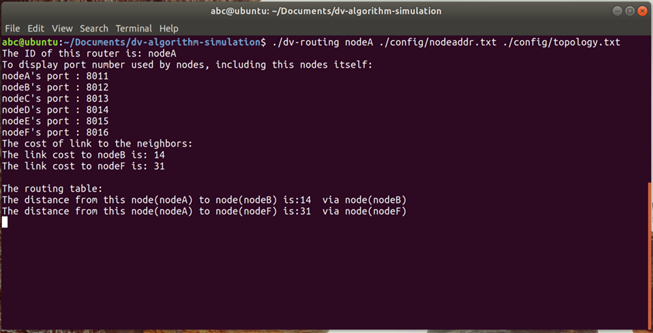 abc@ubuntu: ~/Documents/dv-algorithm-simulation
File Edit View Search Terminal Help
abc@ubuntu:~/Documents/dv-algorithm-simulation$ ./dv-routing nodeA ./config/nodeaddr.txt ./config/topology.txt
The ID of this router is: nodeA
To display port number used by nodes, including this nodes itself:
nodeA's port : 8011
nodeB's port : 8012
nodeC's port : 8013
nodeD's port : 8014
nodeE's port : 8015
nodeF's port : 8016
The cost of link to the neighbors:
The link cost to nodeB is: 14
The link cost to nodeF is: 31
The routing table:
The distance from this node(nodeA) to node(nodeB) is:14  via node(nodeB)
The distance from this node(nodeA) to node(nodeF) is:31  via node(nodeF)